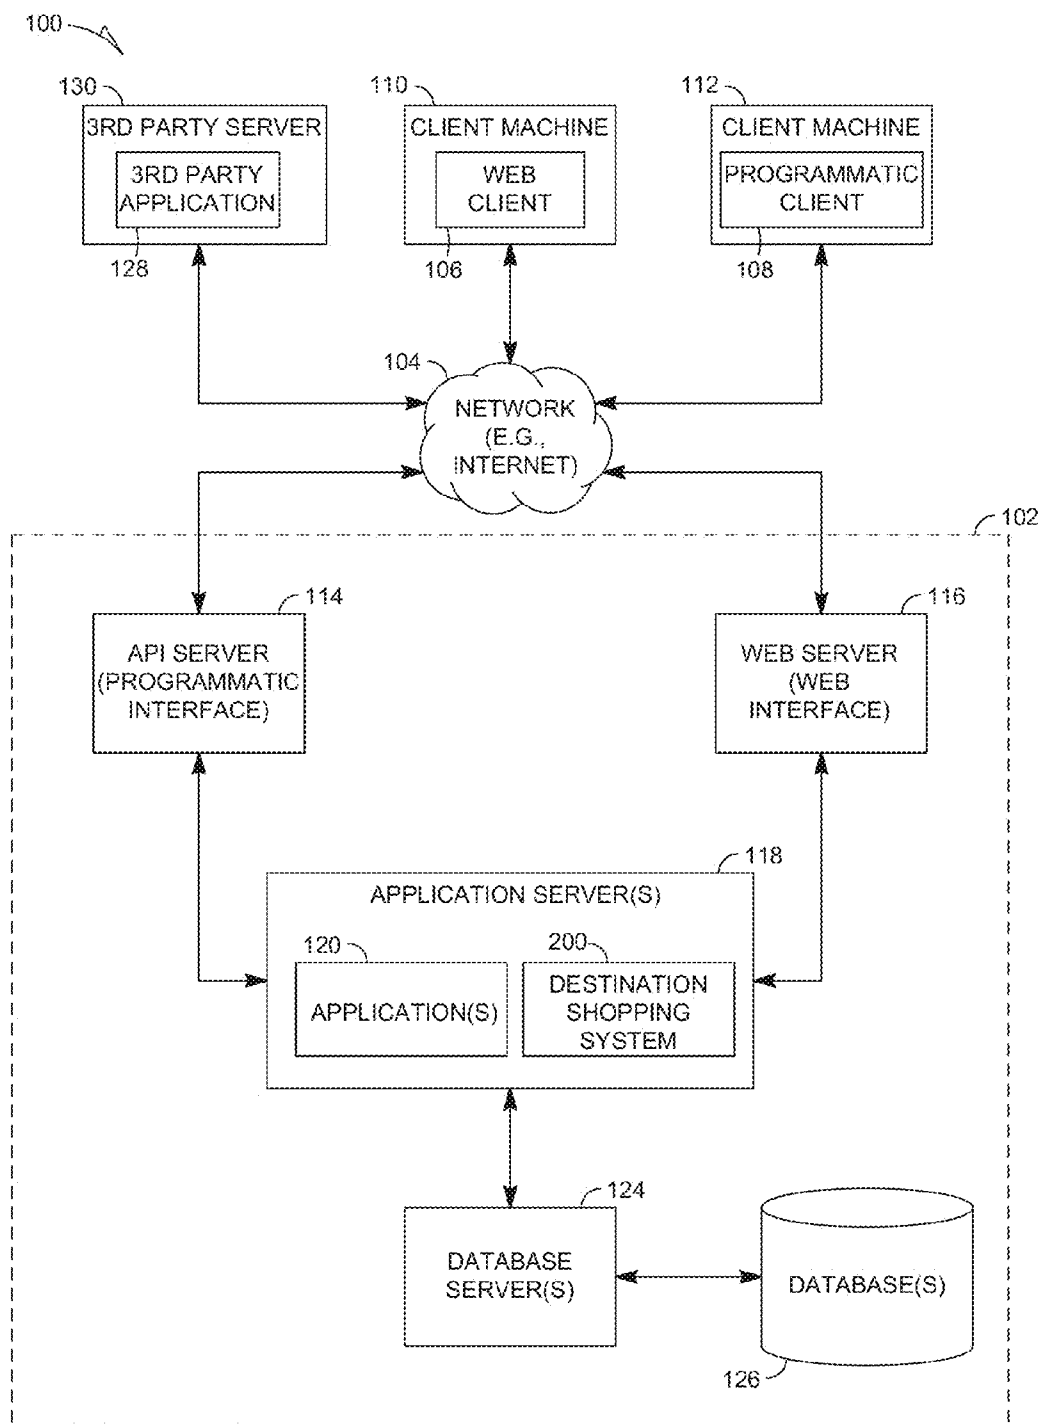 100
130
110
112
3RD PARTY SERVER
3RD PARTY
APPLICATION
128
CLIENT MACHINE
WEB
CLIENT
106
CLIENT MACHINE
PROGRAMMATIC
CLIENT
108
104
NETWORK
(E.G.,
INTERNET)
102
114
API SERVER
(PROGRAMMATIC
INTERFACE)
116
WEB SERVER
(WEB
INTERFACE)
118
APPLICATION SERVER(S)
120
APPLICATION(S)
200
DESTINATION
SHOPPING
SYSTEM
124
DATABASE
SERVER(S)
DATABASE(S)
126